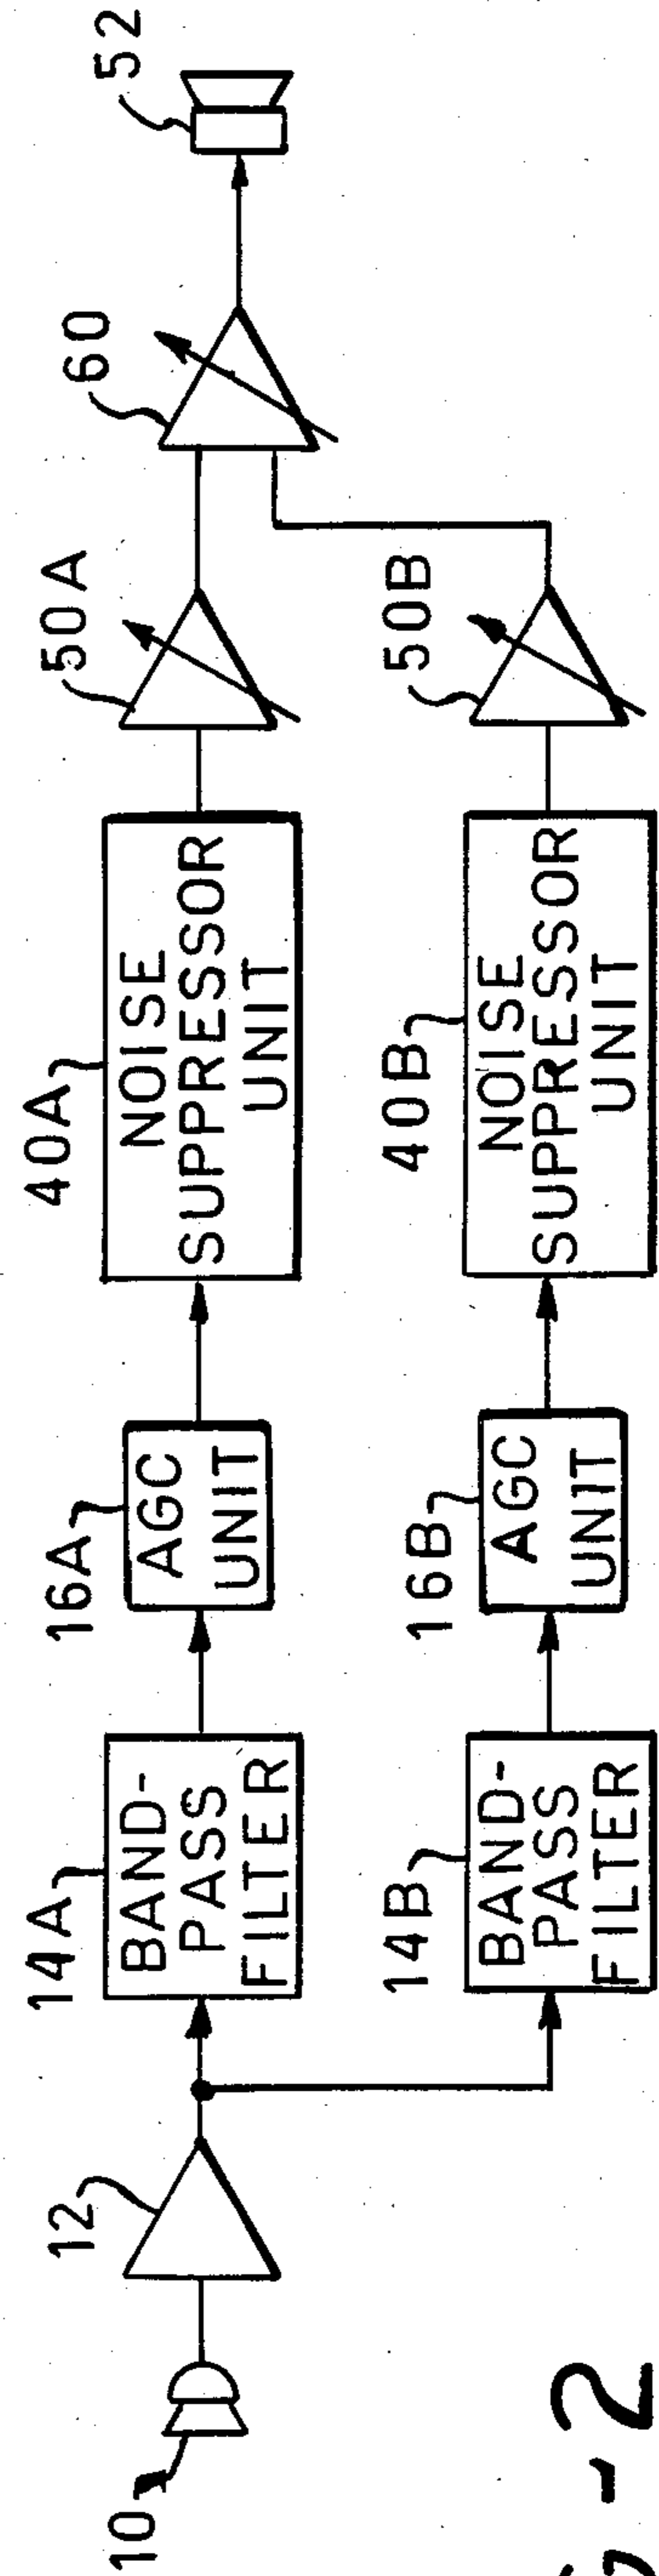 10
12
14A
BAND-
PASS
FILTER
16A
AGC
UNIT
40A
NOISE
SUPPRESSOR
UNIT
50A
60
52
14B
BAND-
PASS
FILTER
16B
AGC
UNIT
40B
NOISE
SUPPRESSOR
UNIT
50B
-2